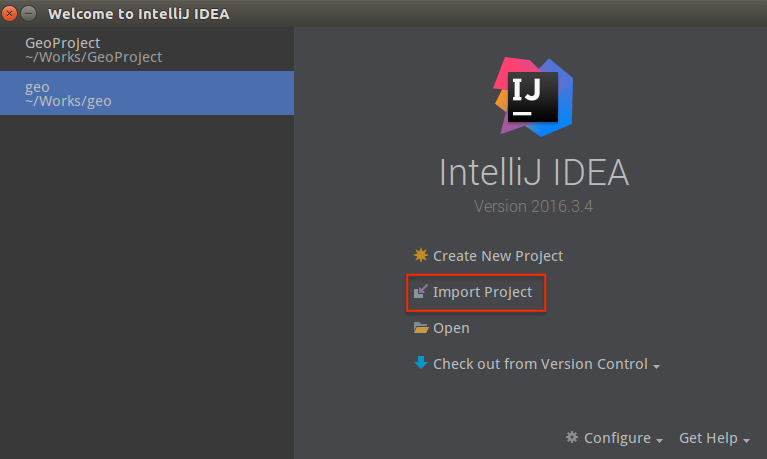 Welcome to IntelliJ IDEA
GeoProject
~/Works/GeoProject
geo
~/Works/geo
IJ
IntelliJ IDEA
Version 2016.3.4
Create New Project
Import Project
Open
Check out from Version Control
Configure
Get Help